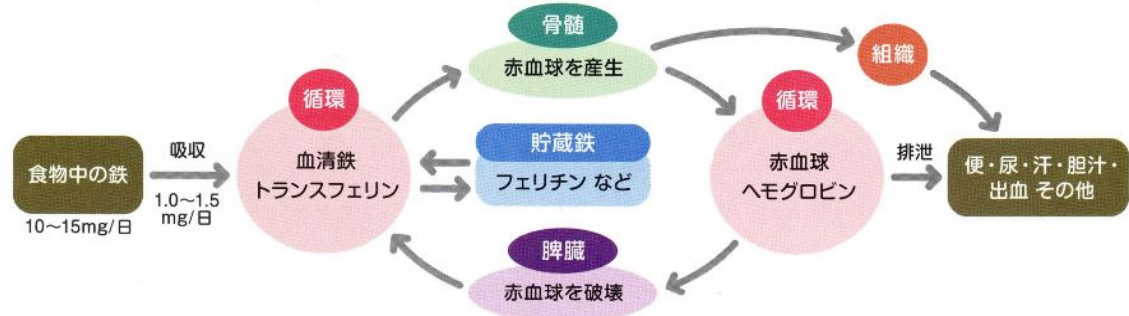 食物中の鉄
10〜15mg/日
吸収
1.0〜1.5
mg/日
循環
血清鉄
トランスフェリン
骨髄
赤血球を産生
貯蔵鉄
フェリチン など
脾臓
赤血球を破壊
循環
赤血球
ヘモグロビン
組織
排泄
便・尿・汗・胆汁・
出血 その他